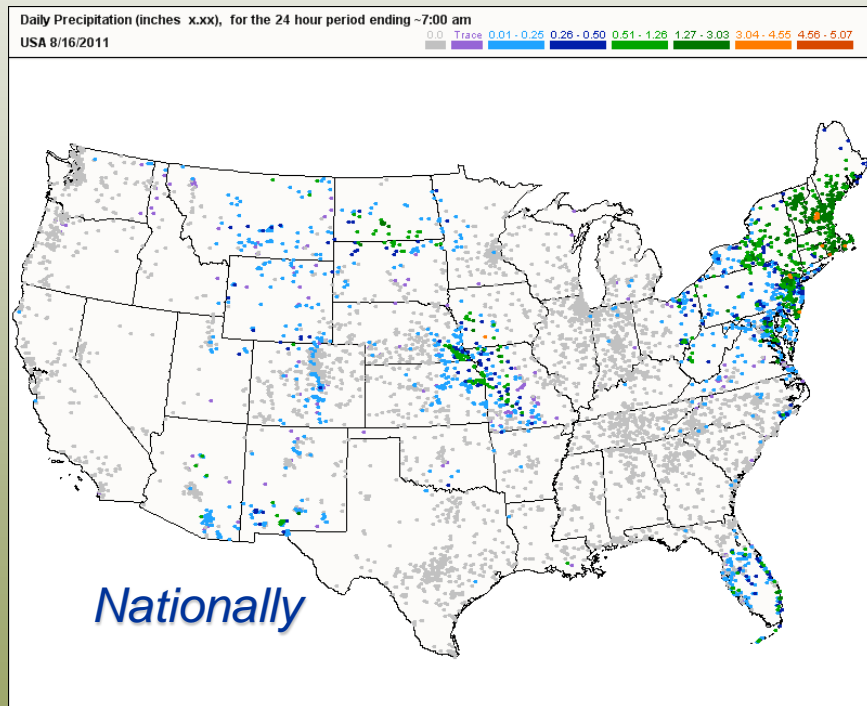 Daily Precipitation (inches x.xx), for the 24 hour period ending ~7:00 am
USA 8/16/2011
0.0 Trace 0.01 - 0.25 0.26 - 0.50 0.51 - 1.26 1.27 - 3.03 3.04 - 4.55 4.56 - 5.07
Nationally